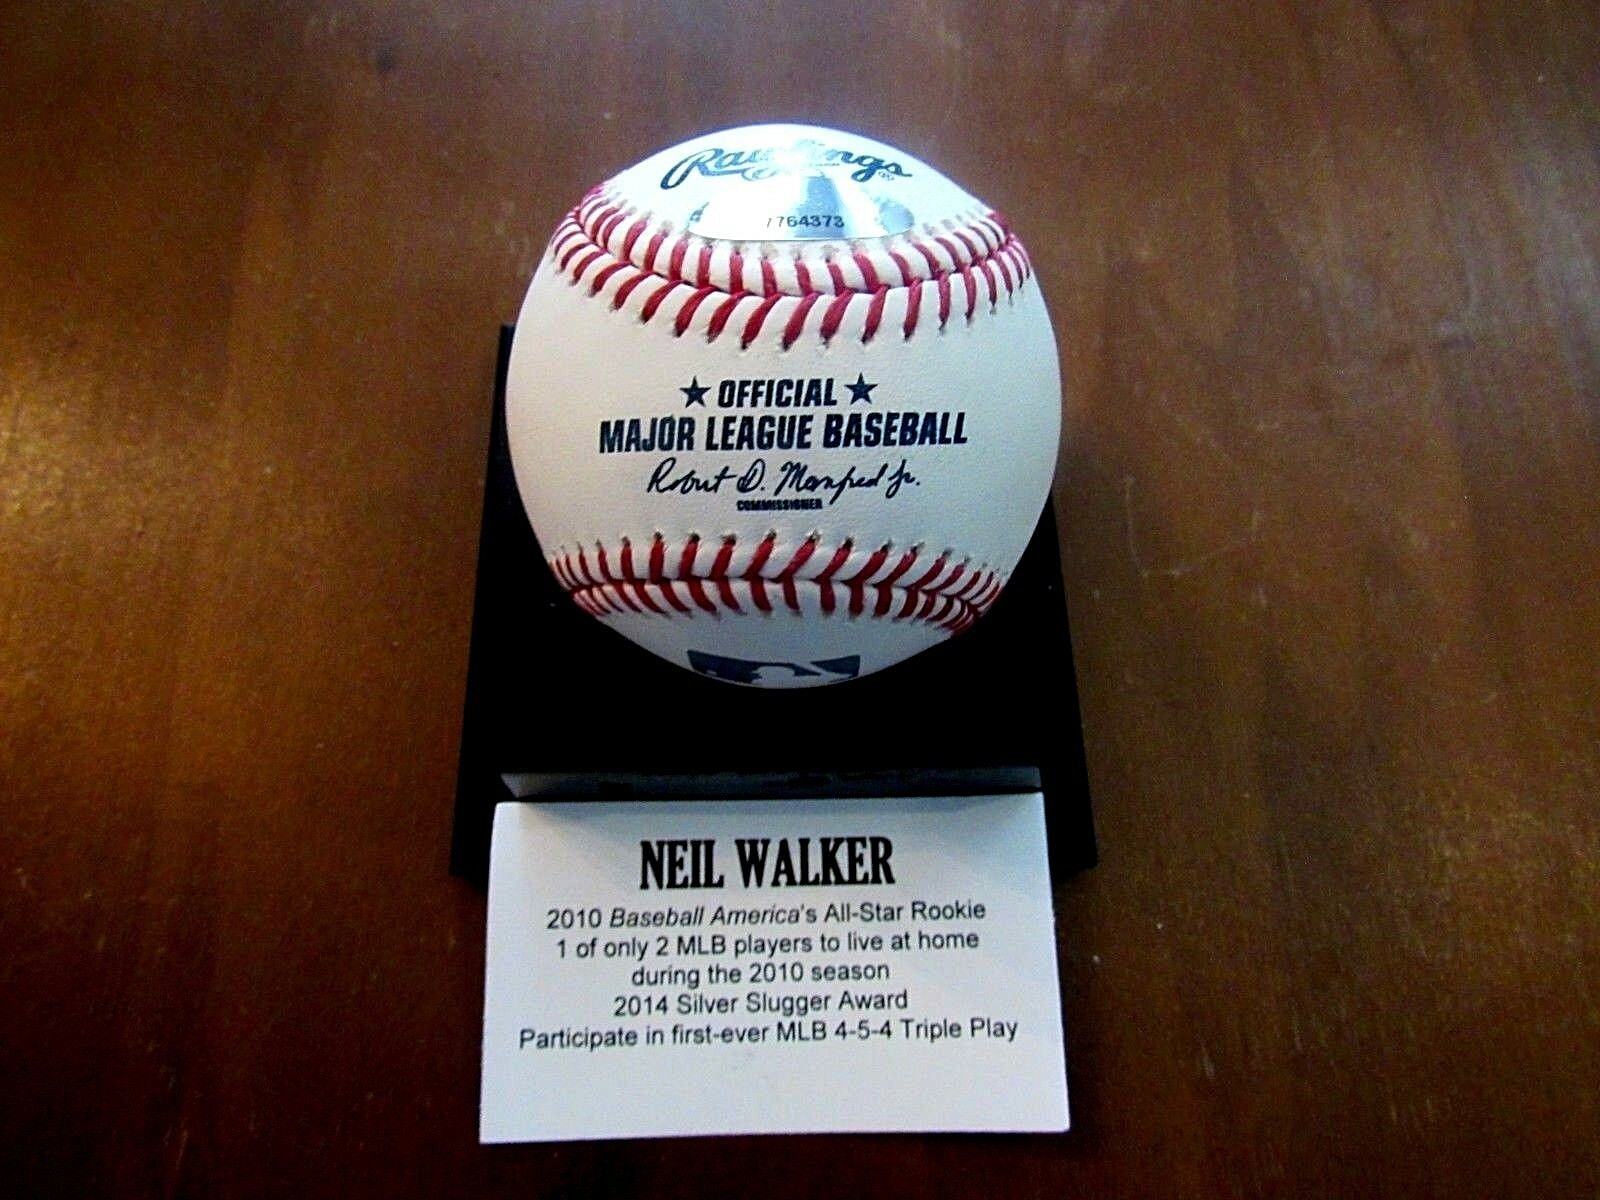 Rawlings
7764373
★ OFFICIAL ★
MAJOR LEAGUE BASEBALL
Robert D. Manfred Jr.
COMMISSIONER
NEIL WALKER
2010 Baseball America's All-Star Rookie
1 of only 2 MLB players to live at home
during the 2010 season
2014 Silver Slugger Award
Participate in first-ever MLB 4-5-4 Triple Play